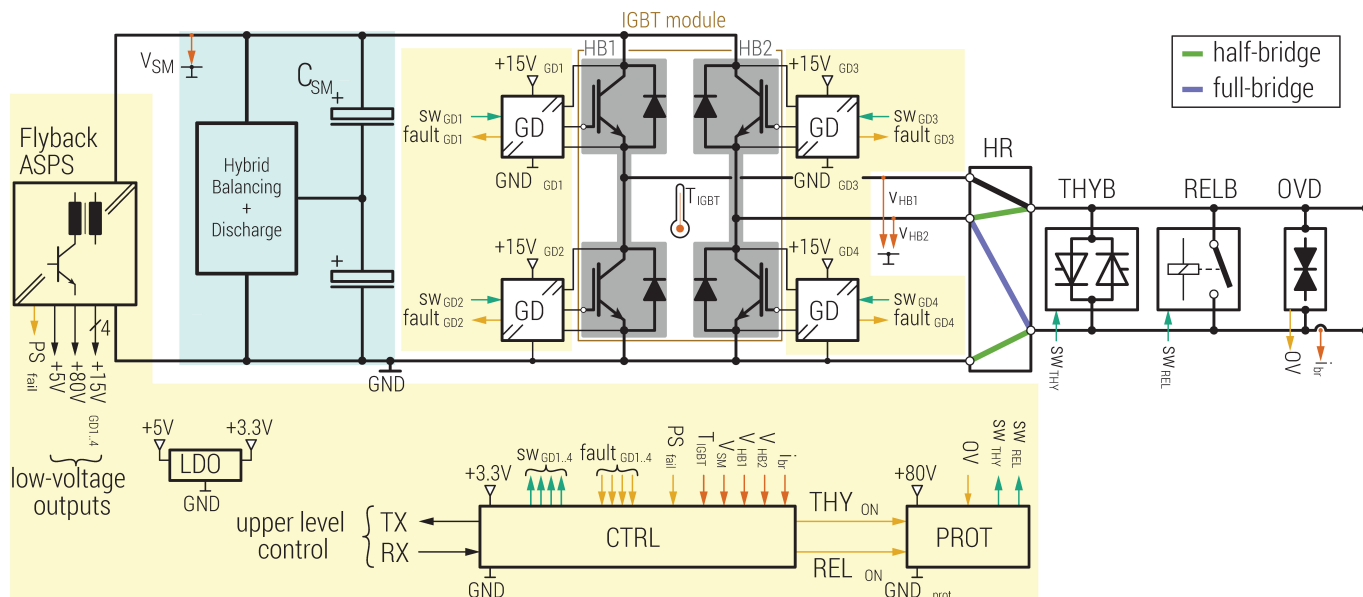 IGBT module
HB1
HB2
half-bridge
full-bridge
V SM
C SM
+
+
Hybrid
Balancing
+
Discharge
Flyback
ASPS
+15V GD1
sw GD1
fault GD1
GD
GND GD1
+15V GD3
sw GD3
fault GD3
GD
GND GD3
T IGBT
V HB1
V HB2
+15V GD2
sw GD2
fault GD2
GD
+15V GD4
sw GD4
fault GD4
GD
HR
THYB
RELB
OVD
SW THY
SW REL
OV
i br
GND
PS fail
+5V
+80V
+15V GD1..4
4
low-voltage
outputs
+5V
+3.3V
LDO
GND
upper level
control
TX
RX
+3.3V
sw GD1..4
fault GD1..4
PS fail
T IGBT
V SM
V HB1
V HB2
i br
CTRL
GND
THY ON
REL ON
+80V
OV
SW THY
SW REL
PROT
GND prot